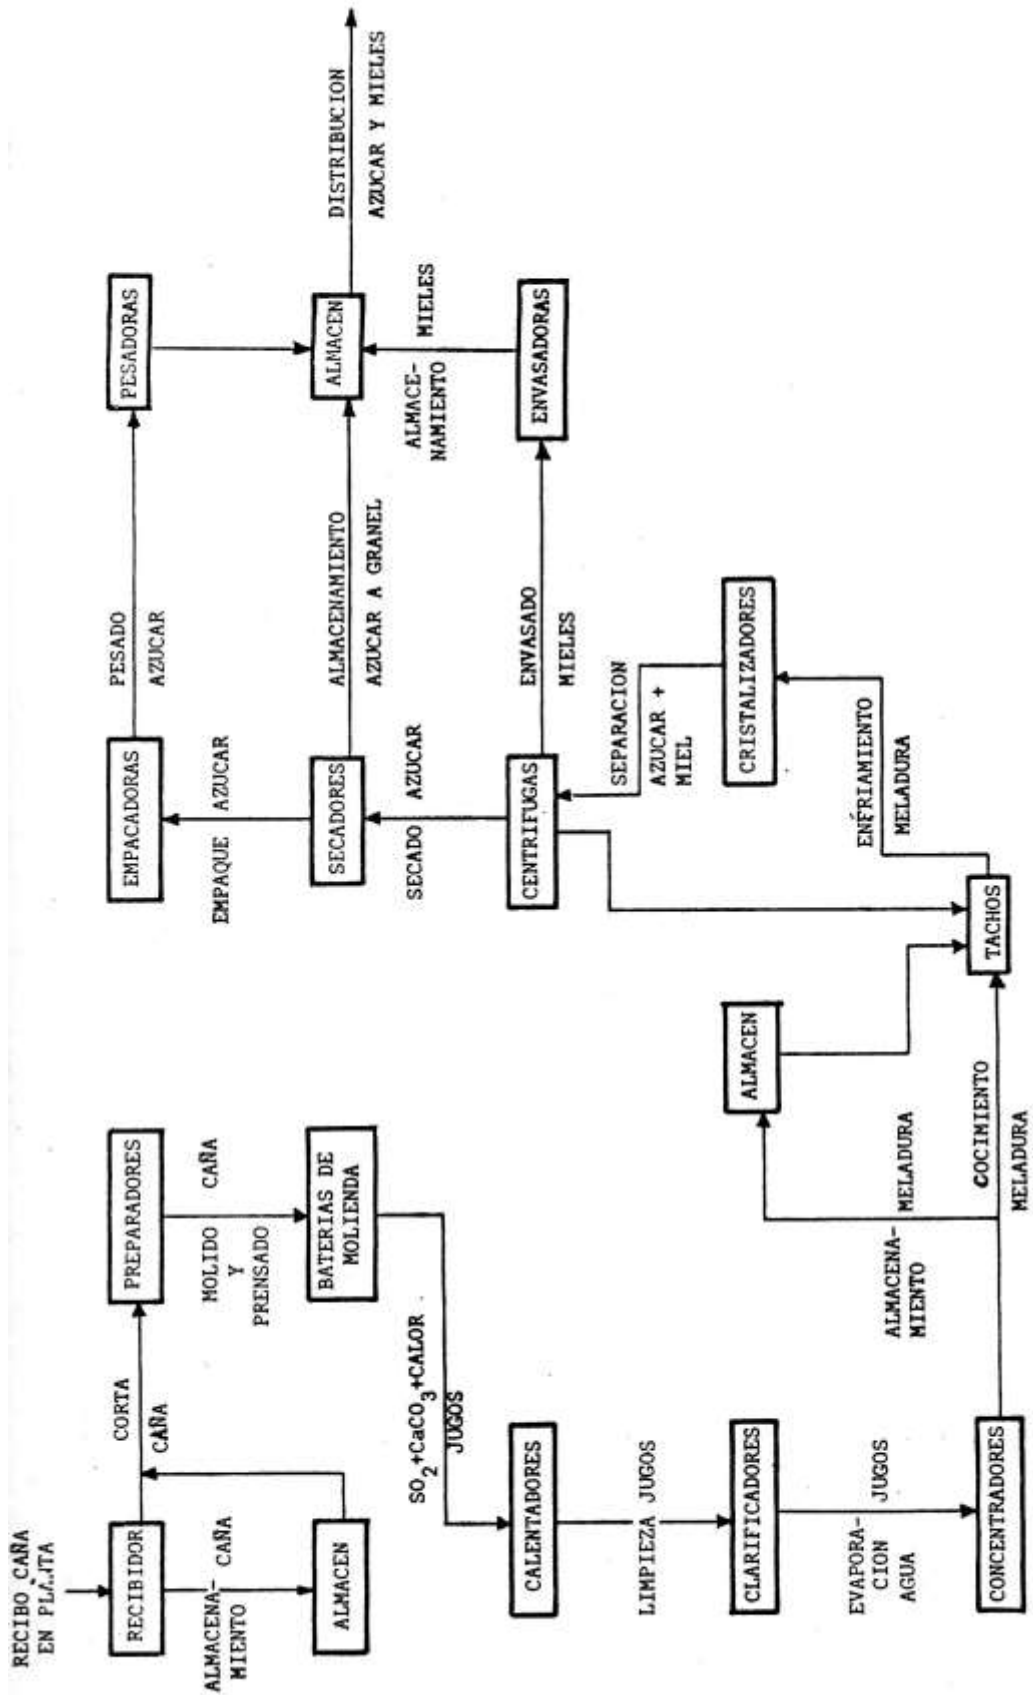 RECIBO CAÑA
EN PLANTA
RECIBIDOR
ALMACENA- CAÑA
MIENTO
ALMACEN
CORTA
CAÑA
PREPARADORES
MOLIDO CAÑA
Y
PRENSADO
BATERIAS DE
MOLIENDA
SO2+CaCO3+CALOR
JUGOS
CALENTADORES
LIMPIEZA JUGOS
CLARIFICADORES
EVAPORA- JUGOS
CION
AGUA
CONCENTRADORES
ALMACENA- MELADURA
MIENTO
ALMACEN
COCIMIENTO
MELADURA
TACHOS
ENFRIAMIENTO
MELADURA
CRISTALIZADORES
SEPARACION
AZUCAR +
MIEL
CENTRIFUGAS
SECADO AZUCAR
SECADORES
EMPAQUE AZUCAR
EMPACADORAS
PESADO
AZUCAR
PESADORAS
ALMACENAMIENTO
AZUCAR A GRANEL
ALMACEN
ENVASADO
MIELES
ENVASADORAS
ALMACE- MIELES
NAMIENTO
DISTRIBUCION
AZUCAR Y MIELES